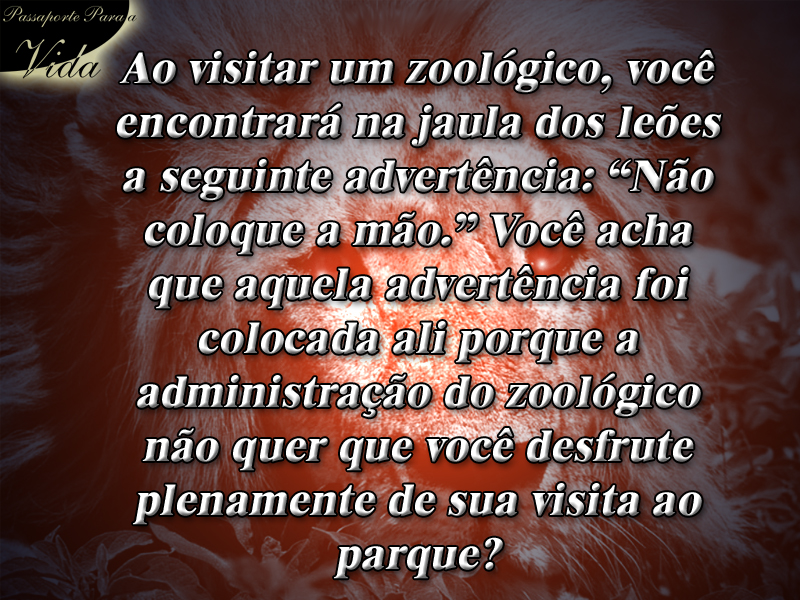 Passaporte Para a
Vida
Ao visitar um zoológico, você
encontrará na jaula dos leões
a seguinte advertência: “Não
coloque a mão.” Você acha
que aquela advertência foi
colocada ali porque a
administração do zoológico
não quer que você desfrute
plenamente de sua visita ao
parque?